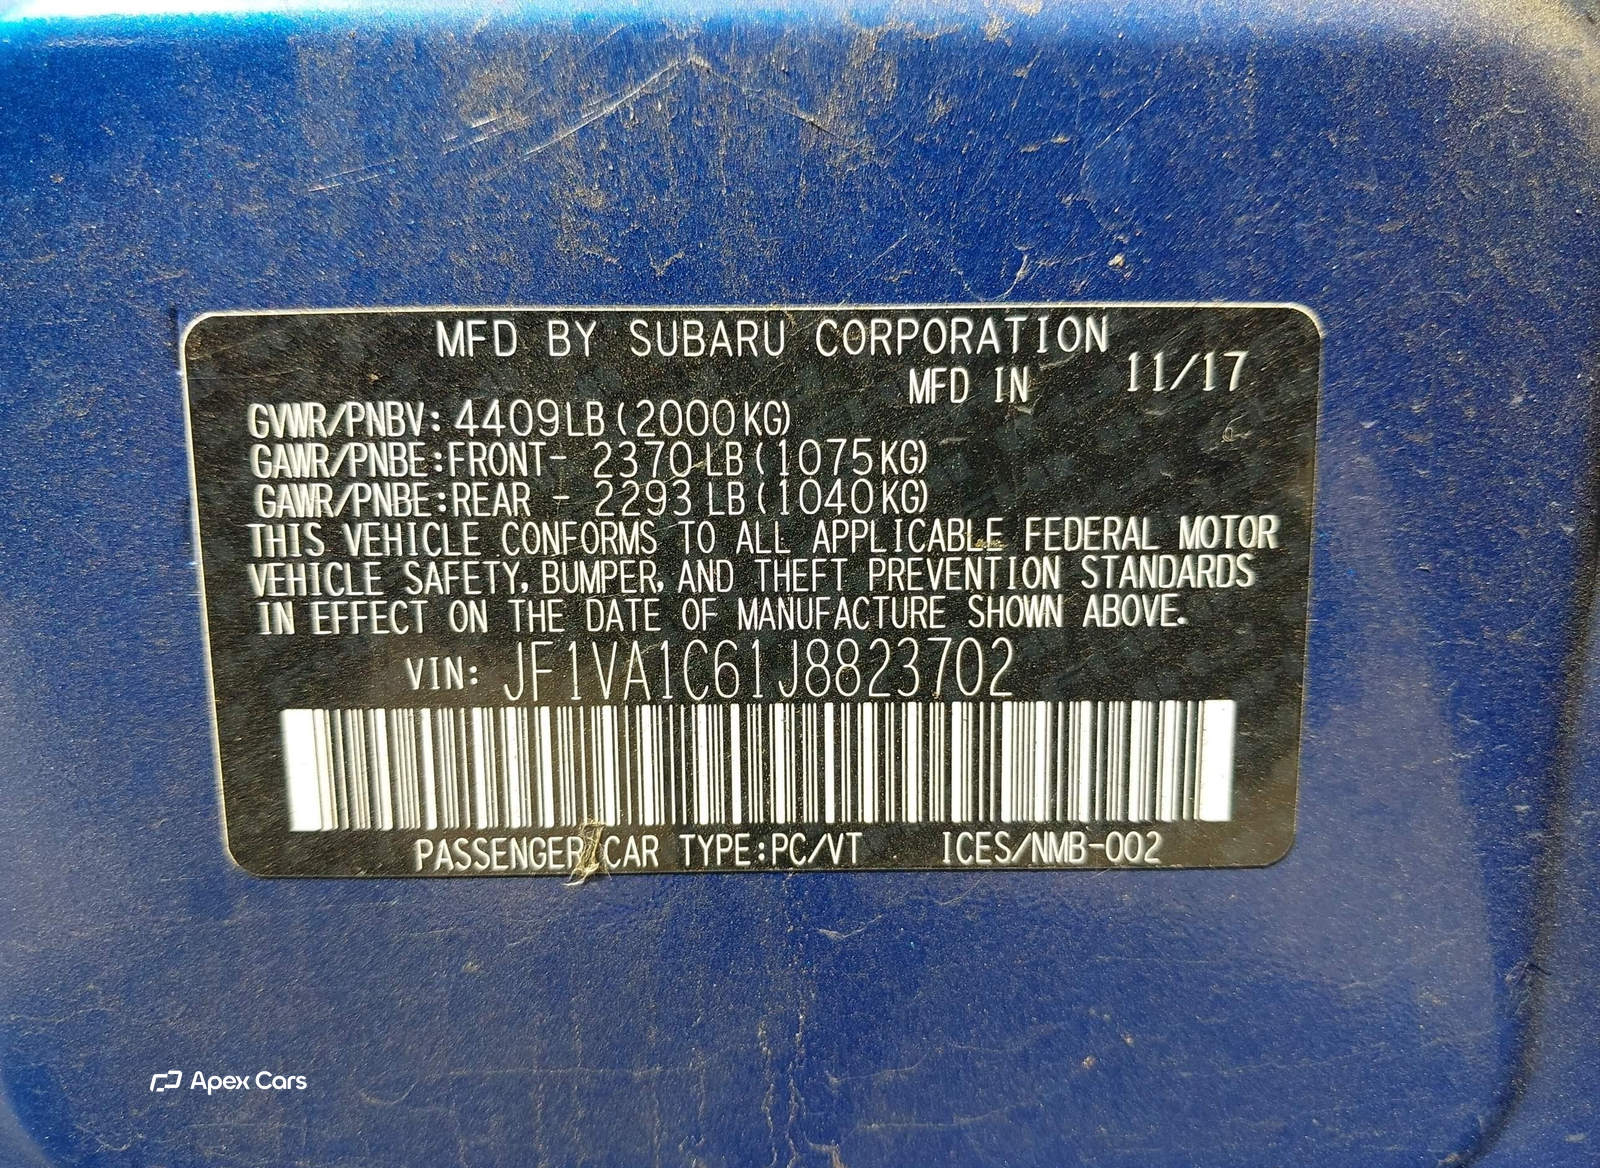 MFD BY SUBARU CORPORATION
MFD IN 11/17
GVWR/PNBV: 4409LB (2000KG)
GAWR/PNBE:FRONT- 2370 LB (1075KG)
GAWR/PNBE:REAR - 2293 LB (1040KG)
THIS VEHICLE CONFORMS TO ALL APPLICABLE FEDERAL MOTOR
VEHICLE SAFETY, BUMPER, AND THEFT PREVENTION STANDARDS
IN EFFECT ON THE DATE OF MANUFACTURE SHOWN ABOVE.
VIN: JF1VA1C61J8823702
PASSENGER CAR TYPE:PC/VT ICES/NMB-002
Apex Cars